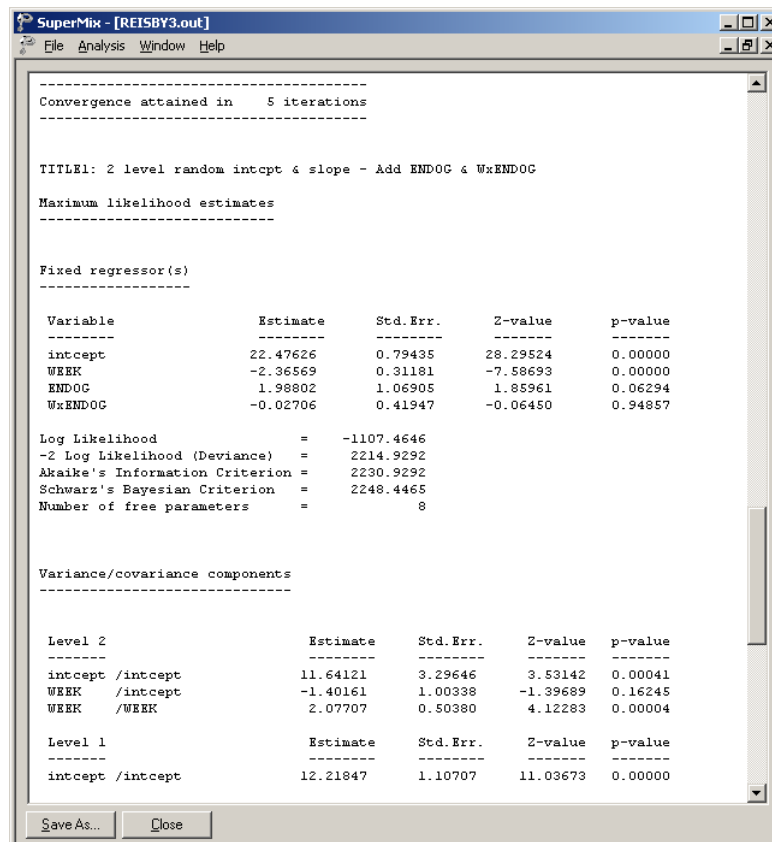 SuperMix - [REISBY3.out]
File Analysis Window Help
---------------------------------------
Convergence attained in    5 iterations
---------------------------------------
TITLE1: 2 level random intcpt & slope - Add ENDOG & WxENDOG
Maximum likelihood estimates
----------------------------
Fixed regressor(s)
------------------
Variable Estimate Std.Err. Z-value p-value
-------- -------- -------- ------- -------
intcept 22.47626 0.79435 28.29524 0.00000
WEEK -2.36569 0.31181 -7.58693 0.00000
ENDOG 1.98802 1.06905 1.85961 0.06294
WxENDOG -0.02706 0.41947 -0.06450 0.94857
Log Likelihood = -1107.4646
-2 Log Likelihood (Deviance) = 2214.9292
Akaike's Information Criterion = 2230.9292
Schwarz's Bayesian Criterion = 2248.4465
Number of free parameters = 8
Variance/covariance components
------------------------------
Level 2 Estimate Std.Err. Z-value p-value
------- -------- -------- ------- -------
intcept /intcept 11.64121 3.29646 3.53142 0.00041
WEEK /intcept -1.40161 1.00338 -1.39689 0.16245
WEEK /WEEK 2.07707 0.50380 4.12283 0.00004
Level 1 Estimate Std.Err. Z-value p-value
------- -------- -------- ------- -------
intcept /intcept 12.21847 1.10707 11.03673 0.00000
Save As... Close